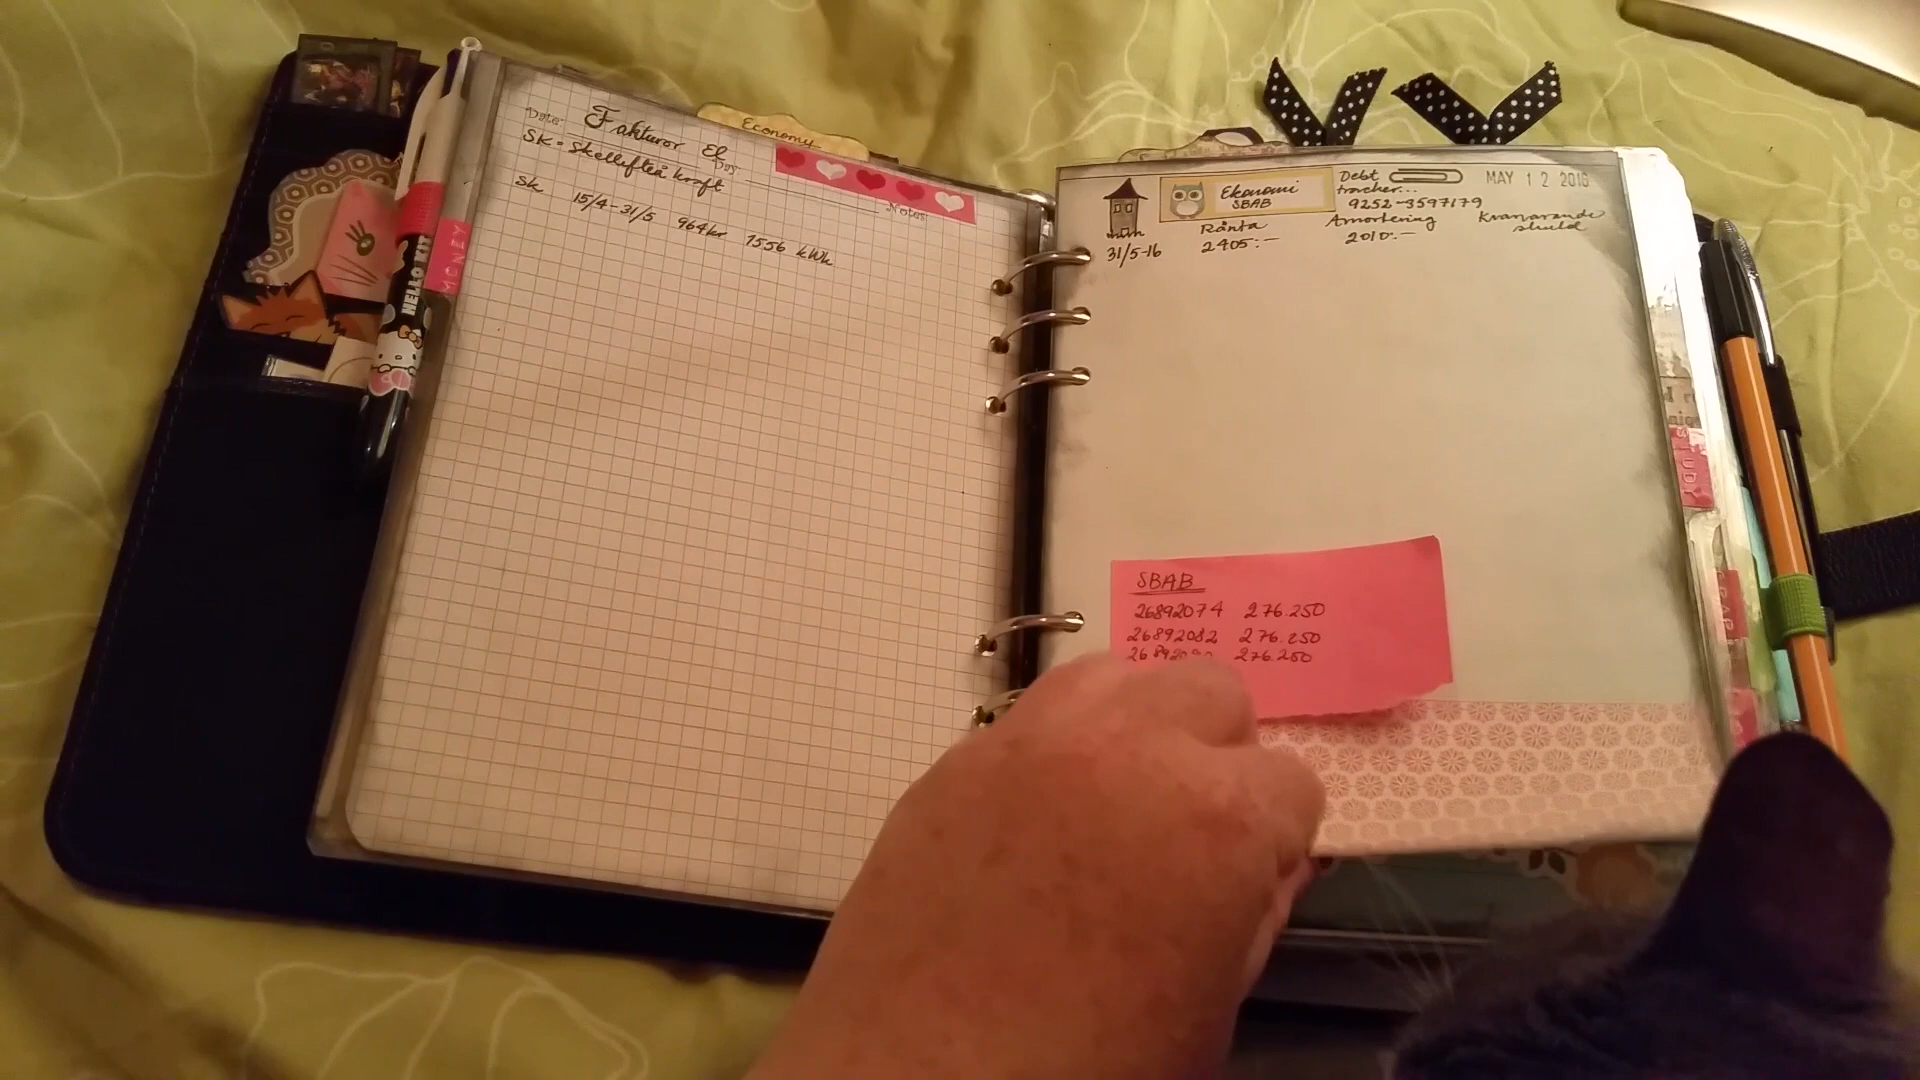 Economy
Date: Fakturor El Day:
SK = Skellefteå kraft
Notes:
SK 15/4-31/5 964kr 1556 kWh
MONEY
HELLO KIT
Ekonomi
SBAB
Debt
tracker...
MAY 12 2016
9252-3597179
Ränta Amortering Kvarvarande
skuld
31/5-16 2405:- 2010:-
STUDY
SBAB
26892074 276.250
26892082 276.250
276.250